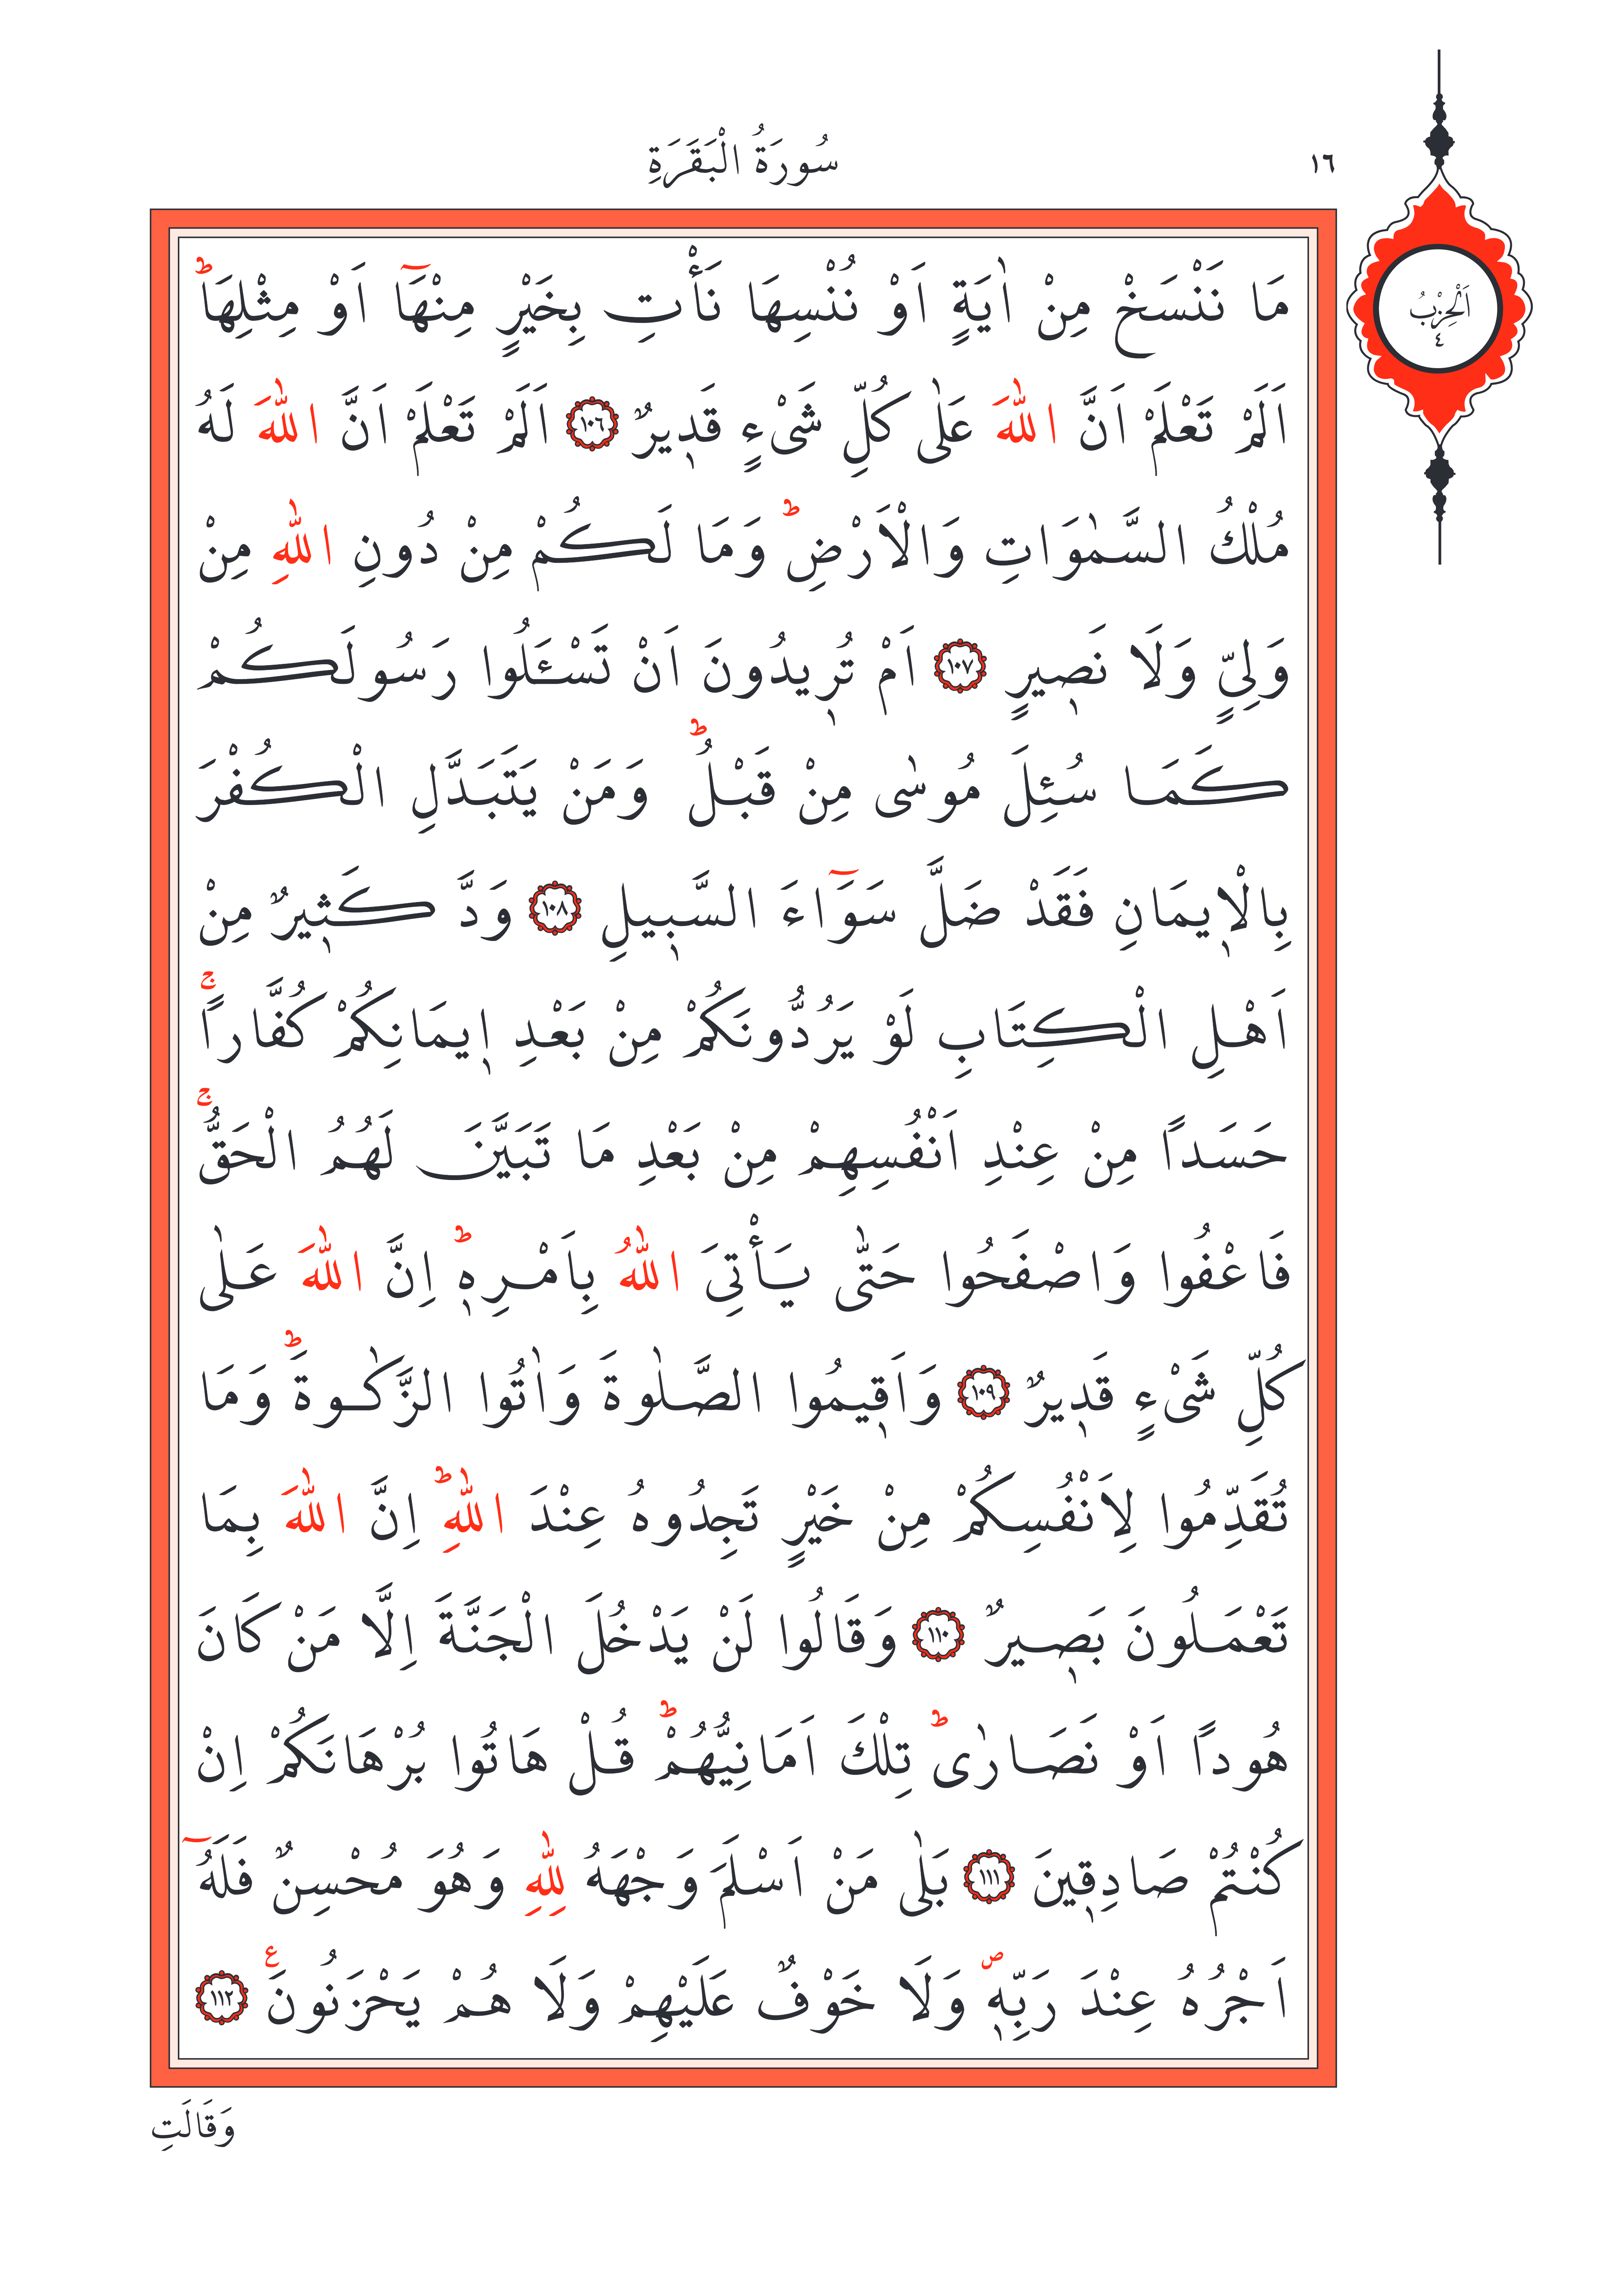 ١٦
سُورَةُ الْبَقَرَةِ
اَلْحِزْبُ
٤
مَا نَنْسَخْ مِنْ اٰيَةٍ اَوْ نُنْسِهَا نَأْتِ بِخَيْرٍ مِنْهَٓا اَوْ مِثْلِهَاۜ
اَلَمْ تَعْلَمْ اَنَّ اللّٰهَ عَلٰى كُلِّ شَىْءٍ قَد۪يرٌ ﴿١٠٦﴾ اَلَمْ تَعْلَمْ اَنَّ اللّٰهَ لَهُ
مُلْكُ السَّمٰوَاتِ وَالْاَرْضِۜ وَمَا لَكُمْ مِنْ دُونِ اللّٰهِ مِنْ
وَلِيٍّ وَلَا نَص۪يرٍ ﴿١٠٧﴾ اَمْ تُر۪يدُونَ اَنْ تَسْـَٔلُوا رَسُولَكُمْ
كَمَا سُئِلَ مُوسٰى مِنْ قَبْلُۜ وَمَنْ يَتَبَدَّلِ الْكُفْرَ
بِالْا۪يمَانِ فَقَدْ ضَلَّ سَوَٓاءَ السَّب۪يلِ ﴿١٠٨﴾ وَدَّ كَث۪يرٌ مِنْ
اَهْلِ الْكِتَابِ لَوْ يَرُدُّونَكُمْ مِنْ بَعْدِ ا۪يمَانِكُمْ كُفَّاراًۚ
حَسَداً مِنْ عِنْدِ اَنْفُسِهِمْ مِنْ بَعْدِ مَا تَبَيَّنَ لَهُمُ الْحَقُّۚ
فَاعْفُوا وَاصْفَحُوا حَتّٰى يَأْتِىَ اللّٰهُ بِاَمْرِه۪ۜ اِنَّ اللّٰهَ عَلٰى
كُلِّ شَىْءٍ قَد۪يرٌ ﴿١٠٩﴾ وَاَق۪يمُوا الصَّلٰوةَ وَاٰتُوا الزَّكٰوةَۜ وَمَا
تُقَدِّمُوا لِاَنْفُسِكُمْ مِنْ خَيْرٍ تَجِدُوهُ عِنْدَ اللّٰهِۜ اِنَّ اللّٰهَ بِمَا
تَعْمَلُونَ بَص۪يرٌ ﴿١١٠﴾ وَقَالُوا لَنْ يَدْخُلَ الْجَنَّةَ اِلَّا مَنْ كَانَ
هُوداً اَوْ نَصَارٰىۜ تِلْكَ اَمَانِيُّهُمْۜ قُلْ هَاتُوا بُرْهَانَكُمْ اِنْ
كُنْتُمْ صَادِق۪ينَ ﴿١١١﴾ بَلٰى مَنْ اَسْلَمَ وَجْهَهُ لِلّٰهِ وَهُوَ مُحْسِنٌ فَلَهُٓ
اَجْرُهُ عِنْدَ رَبِّه۪ۖ وَلَا خَوْفٌ عَلَيْهِمْ وَلَا هُمْ يَحْزَنُونَ۟ ﴿١١٢﴾
وَقَالَتِ